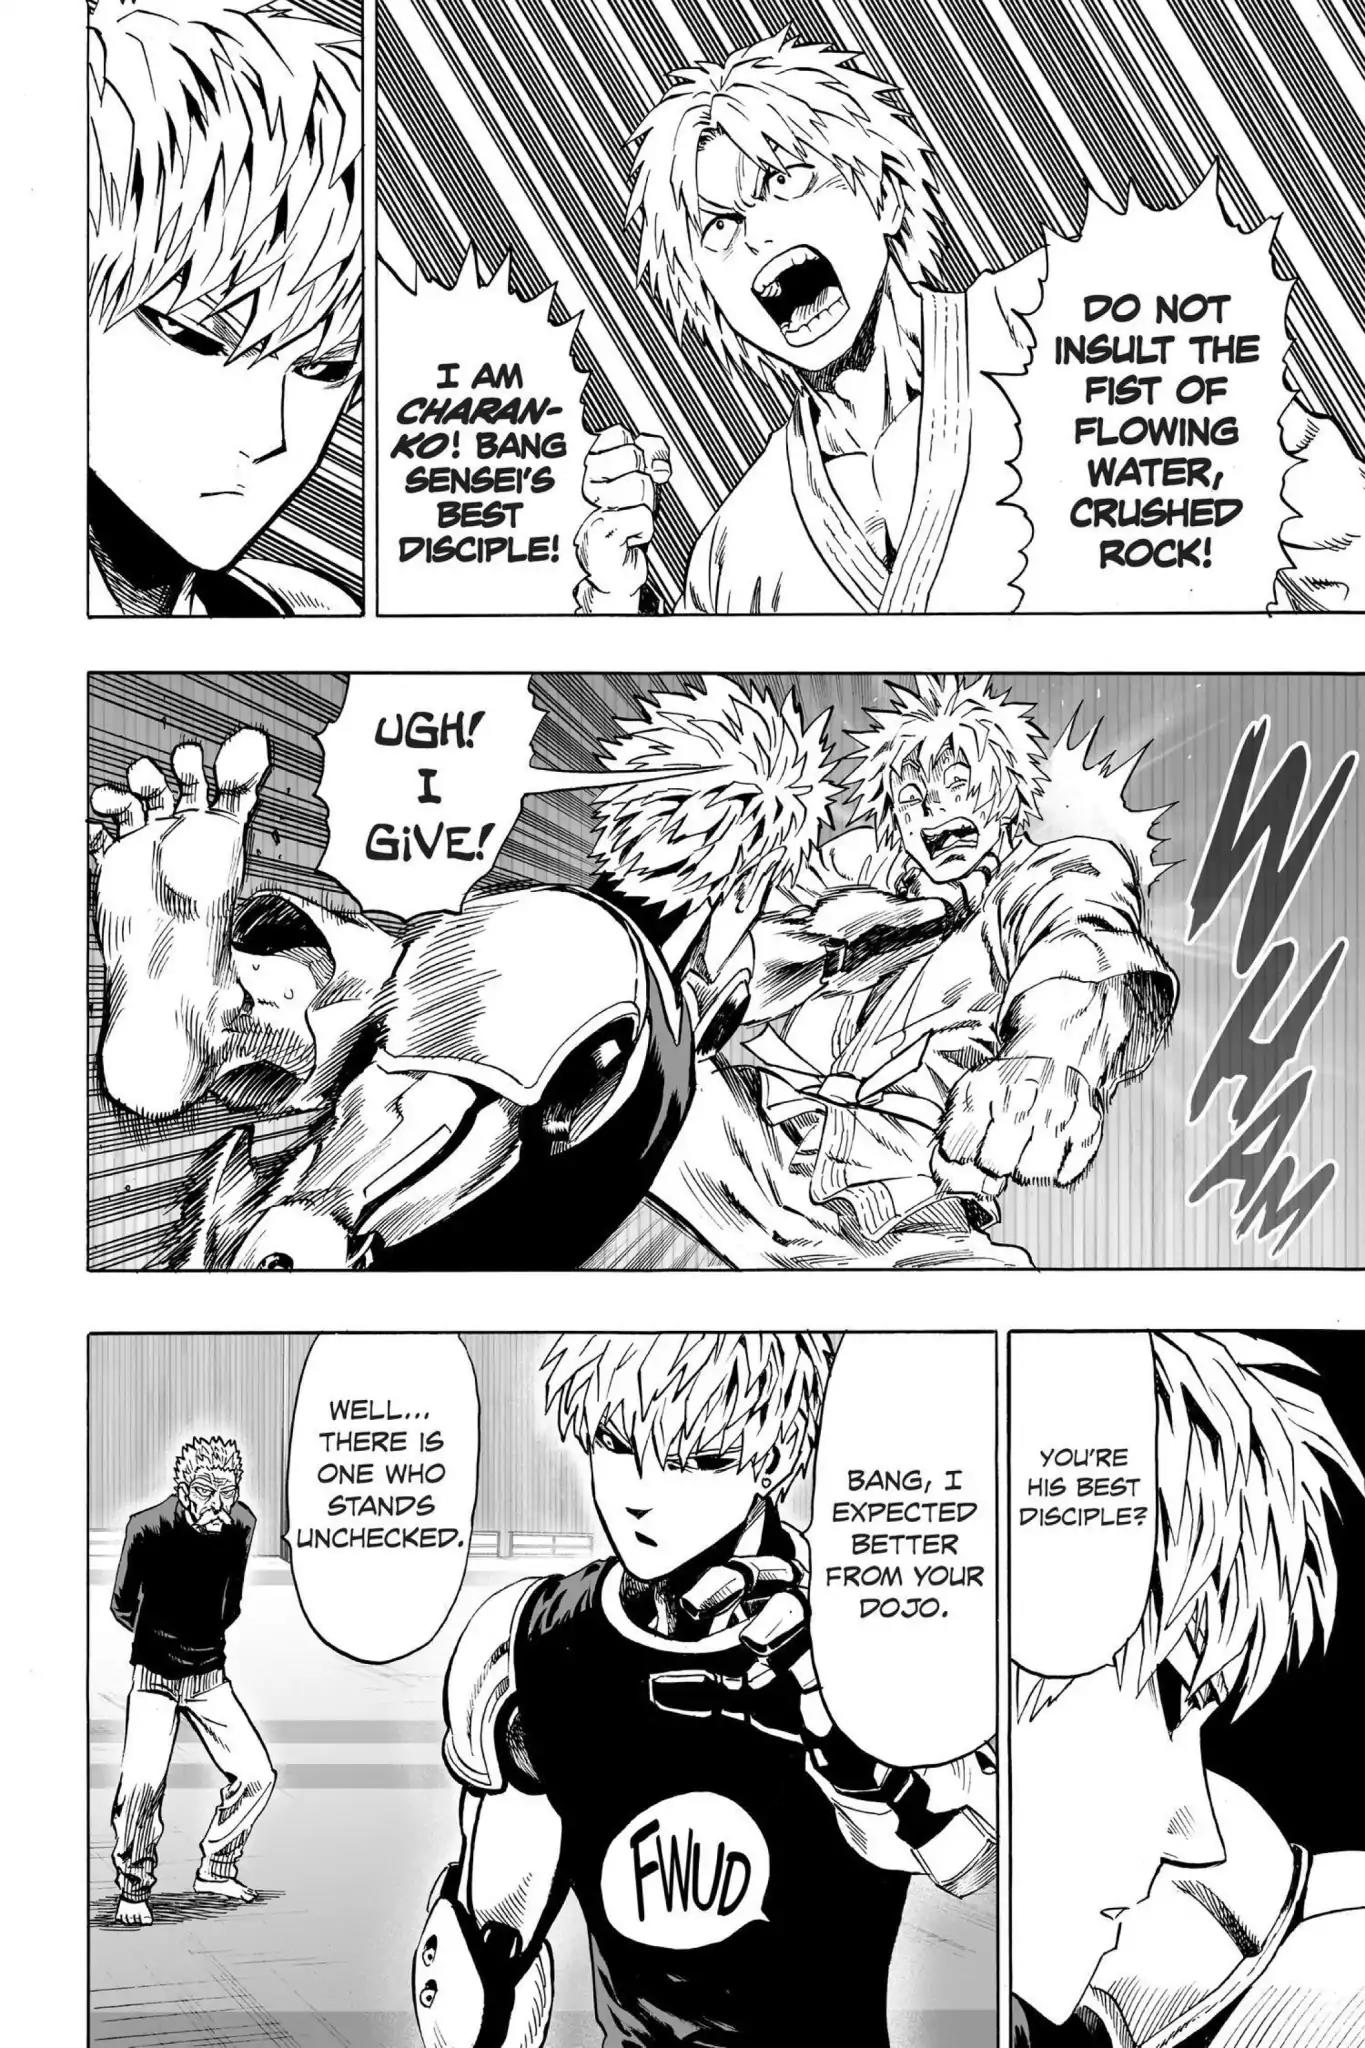 DO NOT
INSULT THE
FIST OF
FLOWING
WATER,
CRUSHED
ROCK!
I AM
CHARAN-
KO! BANG
SENSEI'S
BEST
DISCIPLE!
WHAM
UGH!
I
GIVE!
YOU'RE
HIS BEST
DISCIPLE?
BANG, I
EXPECTED
BETTER
FROM YOUR
DOJO.
FWUD
WELL...
THERE IS
ONE WHO
STANDS
UNCHECKED.